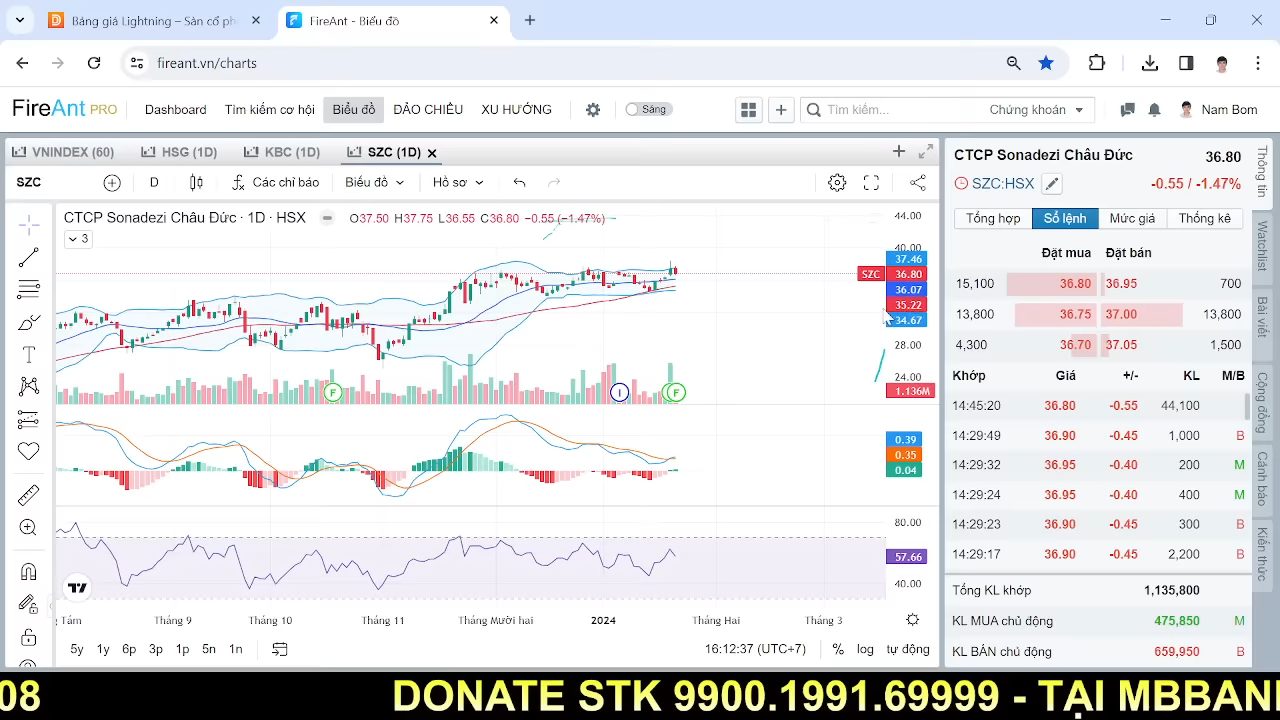 Bảng giá Lightning – Sàn cổ ph
FireAnt - Biểu đồ
fireant.vn/charts
FireAnt PRO
Dashboard
Tìm kiếm cơ hội
Biểu đồ
ĐẢO CHIỀU
XU HƯỚNG
Sáng
Tìm kiếm...
Chứng khoán
Nam Bom
VNINDEX (60)
HSG (1D)
KBC (1D)
SZC (1D)
SZC
D
Các chỉ báo
Biểu đồ
Hồ sơ
CTCP Sonadezi Châu Đức · 1D · HSX
O37.50 H37.75 L36.55 C36.80 −0.55 (−1.47%)
3
44.00
40.00
37.46
SZC 36.80
36.07
35.22
34.67
28.00
24.00
1.136M
F
I
F
0.39
0.35
0.04
80.00
57.66
40.00
Tám
Tháng 9
Tháng 10
Tháng 11
Tháng Mười hai
2024
Tháng Hai
Tháng 3
5y 1y 6p 3p 1p 5n 1n
16:12:37 (UTC+7)
%
log
tự động
CTCP Sonadezi Châu Đức 36.80
SZC:HSX -0.55 / -1.47%
Tổng hợp
Sổ lệnh
Mức giá
Thống kê
Đặt mua Đặt bán
15,100 36.80 36.95 700
13,800 36.75 37.00 13,800
4,300 36.70 37.05 1,500
Khớp Giá +/- KL M/B
14:45:20 36.80 -0.55 44,100
14:29:49 36.90 -0.45 1,000 B
14:29:32 36.95 -0.40 200 M
14:29:24 36.95 -0.40 400 M
14:29:23 36.90 -0.45 300 B
14:29:17 36.90 -0.45 2,200 B
Tổng KL khớp 1,135,800
KL MUA chủ động 475,850 M
KL BÁN chủ động 659,950 B
Thông tin
Watchlist
Bài viết
Cộng đồng
Cảnh báo
Kiến thức
08
DONATE STK 9900.1991.69999 - TẠI MBBANK